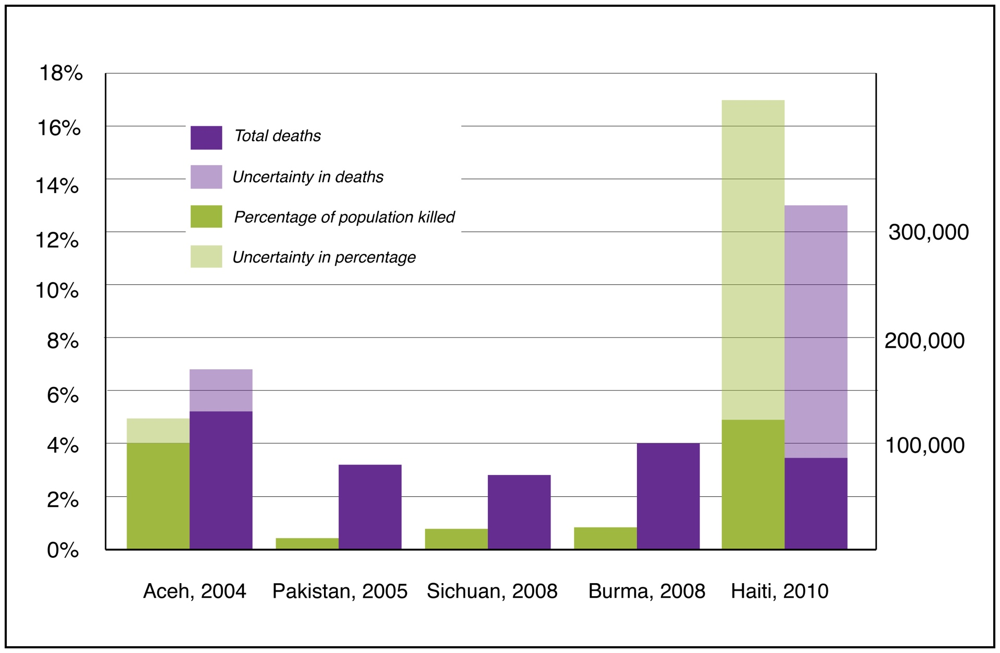 18%
16%
14%
12%
10%
8%
6%
4%
2%
0%
Total deaths
Uncertainty in deaths
Percentage of population killed
Uncertainty in percentage
300,000
200,000
100,000
Aceh, 2004 Pakistan, 2005 Sichuan, 2008 Burma, 2008 Haiti, 2010